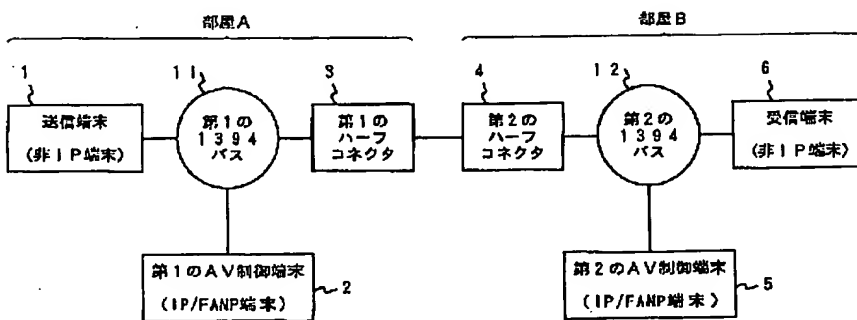 部屋A
部屋B
1
11
3
4
12
6
送信端末
(非IP端末)
第1の
1394
バス
第1の
ハーフ
コネクタ
第2の
ハーフ
コネクタ
第2の
1394
バス
受信端末
(非IP端末)
第1のAV制御端末
(IP/FANP端末)
2
第2のAV制御端末
(IP/FANP端末)
5